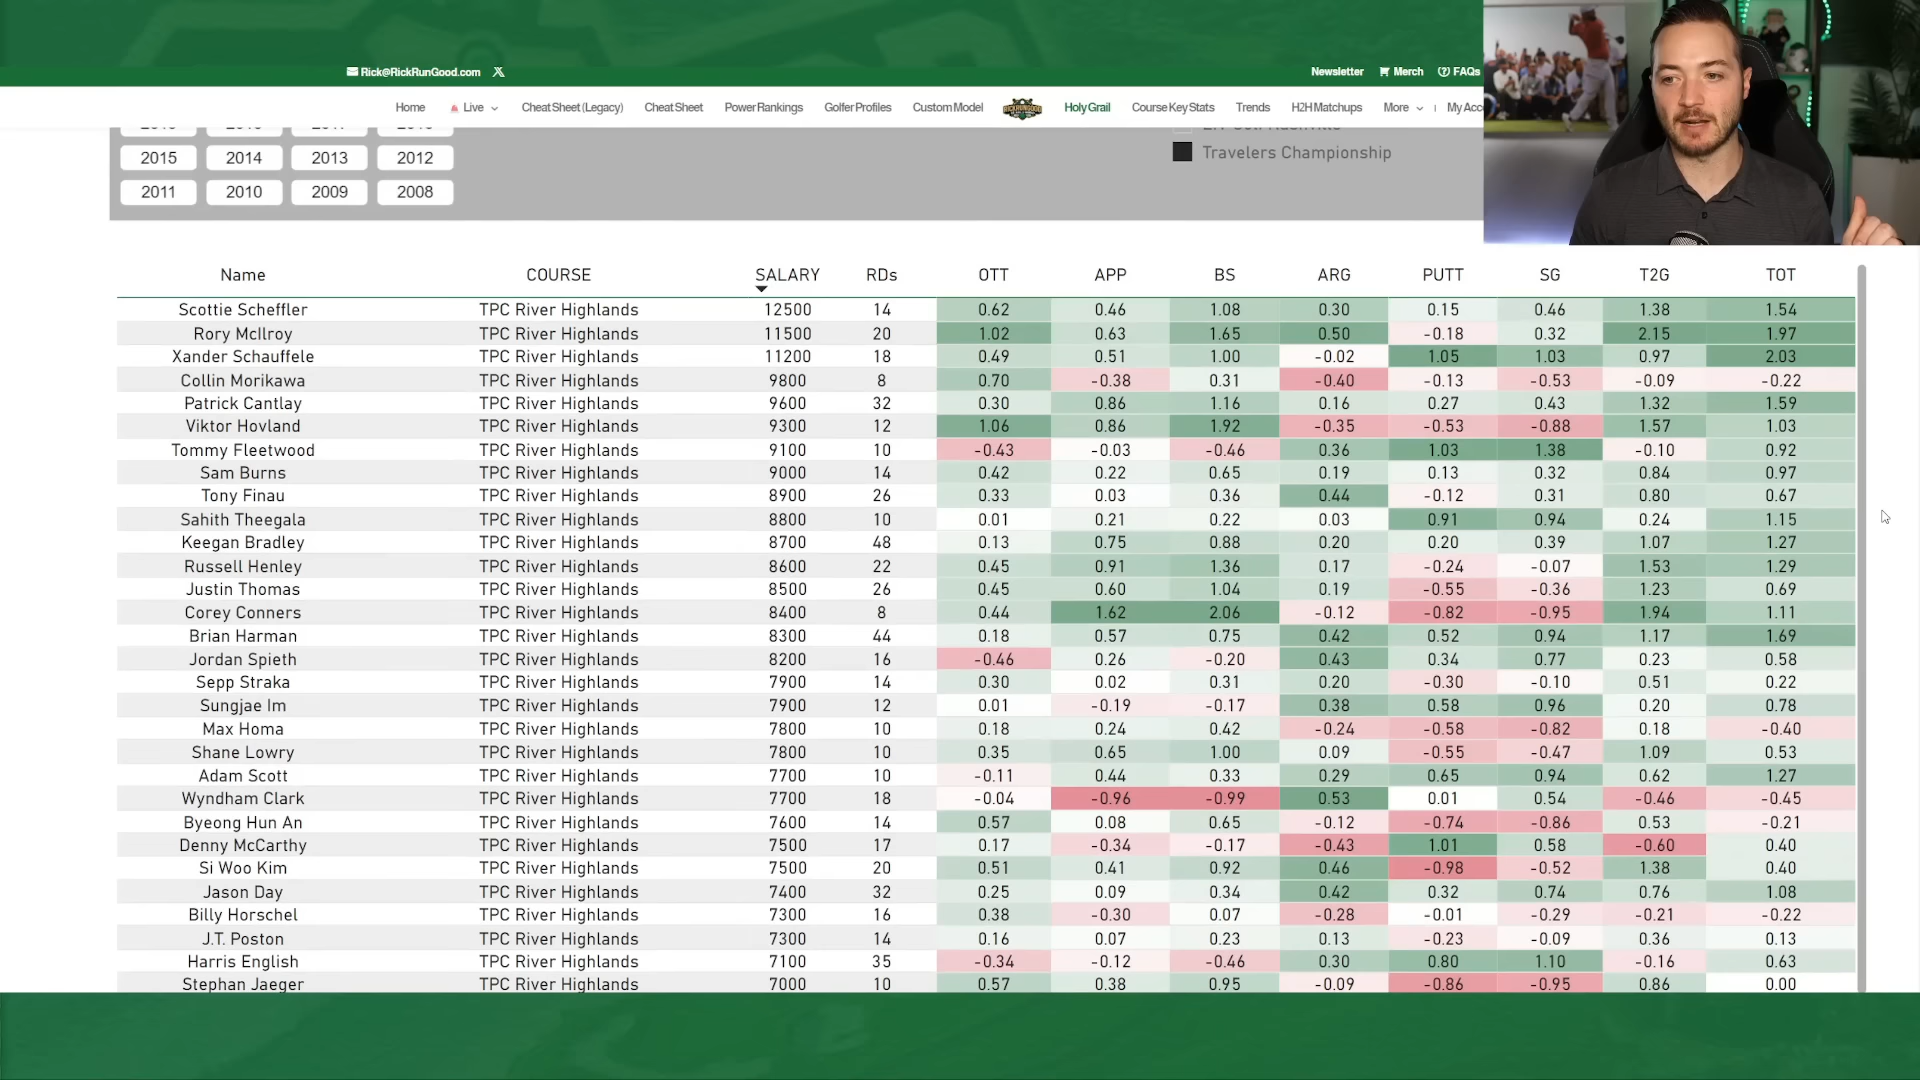 Rick@RickRunGood.com
Newsletter Merch FAQs
Home Live Cheat Sheet (Legacy) Cheat Sheet Power Rankings Golfer Profiles Custom Model Holy Grail Course Key Stats Trends H2H Matchups More My Acc
2015 2014 2013 2012
Travelers Championship
2011 2010 2009 2008
Name COURSE SALARY RDs OTT APP BS ARG PUTT SG T2G TOT
Scottie Scheffler TPC River Highlands 12500 14 0.62 0.46 1.08 0.30 0.15 0.46 1.38 1.54
Rory McIlroy TPC River Highlands 11500 20 1.02 0.63 1.65 0.50 -0.18 0.32 2.15 1.97
Xander Schauffele TPC River Highlands 11200 18 0.49 0.51 1.00 -0.02 1.05 1.03 0.97 2.03
Collin Morikawa TPC River Highlands 9800 8 0.70 -0.38 0.31 -0.40 -0.13 -0.53 -0.09 -0.22
Patrick Cantlay TPC River Highlands 9600 32 0.30 0.86 1.16 0.16 0.27 0.43 1.32 1.59
Viktor Hovland TPC River Highlands 9300 12 1.06 0.86 1.92 -0.35 -0.53 -0.88 1.57 1.03
Tommy Fleetwood TPC River Highlands 9100 10 -0.43 -0.03 -0.46 0.36 1.03 1.38 -0.10 0.92
Sam Burns TPC River Highlands 9000 14 0.42 0.22 0.65 0.19 0.13 0.32 0.84 0.97
Tony Finau TPC River Highlands 8900 26 0.33 0.03 0.36 0.44 -0.12 0.31 0.80 0.67
Sahith Theegala TPC River Highlands 8800 10 0.01 0.21 0.22 0.03 0.91 0.94 0.24 1.15
Keegan Bradley TPC River Highlands 8700 48 0.13 0.75 0.88 0.20 0.20 0.39 1.07 1.27
Russell Henley TPC River Highlands 8600 22 0.45 0.91 1.36 0.17 -0.24 -0.07 1.53 1.29
Justin Thomas TPC River Highlands 8500 26 0.45 0.60 1.04 0.19 -0.55 -0.36 1.23 0.69
Corey Conners TPC River Highlands 8400 8 0.44 1.62 2.06 -0.12 -0.82 -0.95 1.94 1.11
Brian Harman TPC River Highlands 8300 44 0.18 0.57 0.75 0.42 0.52 0.94 1.17 1.69
Jordan Spieth TPC River Highlands 8200 16 -0.46 0.26 -0.20 0.43 0.34 0.77 0.23 0.58
Sepp Straka TPC River Highlands 7900 14 0.30 0.02 0.31 0.20 -0.30 -0.10 0.51 0.22
Sungjae Im TPC River Highlands 7900 12 0.01 -0.19 -0.17 0.38 0.58 0.96 0.20 0.78
Max Homa TPC River Highlands 7800 10 0.18 0.24 0.42 -0.24 -0.58 -0.82 0.18 -0.40
Shane Lowry TPC River Highlands 7800 10 0.35 0.65 1.00 0.09 -0.55 -0.47 1.09 0.53
Adam Scott TPC River Highlands 7700 10 -0.11 0.44 0.33 0.29 0.65 0.94 0.62 1.27
Wyndham Clark TPC River Highlands 7700 18 -0.04 -0.96 -0.99 0.53 0.01 0.54 -0.46 -0.45
Byeong Hun An TPC River Highlands 7600 14 0.57 0.08 0.65 -0.12 -0.74 -0.86 0.53 -0.21
Denny McCarthy TPC River Highlands 7500 17 0.17 -0.34 -0.17 -0.43 1.01 0.58 -0.60 0.40
Si Woo Kim TPC River Highlands 7500 20 0.51 0.41 0.92 0.46 -0.98 -0.52 1.38 0.40
Jason Day TPC River Highlands 7400 32 0.25 0.09 0.34 0.42 0.32 0.74 0.76 1.08
Billy Horschel TPC River Highlands 7300 16 0.38 -0.30 0.07 -0.28 -0.01 -0.29 -0.21 -0.22
J.T. Poston TPC River Highlands 7300 14 0.16 0.07 0.23 0.13 -0.23 -0.09 0.36 0.13
Harris English TPC River Highlands 7100 35 -0.34 -0.12 -0.46 0.30 0.80 1.10 -0.16 0.63
Stephan Jaeger TPC River Highlands 7000 10 0.57 0.38 0.95 -0.09 -0.86 -0.95 0.86 0.00